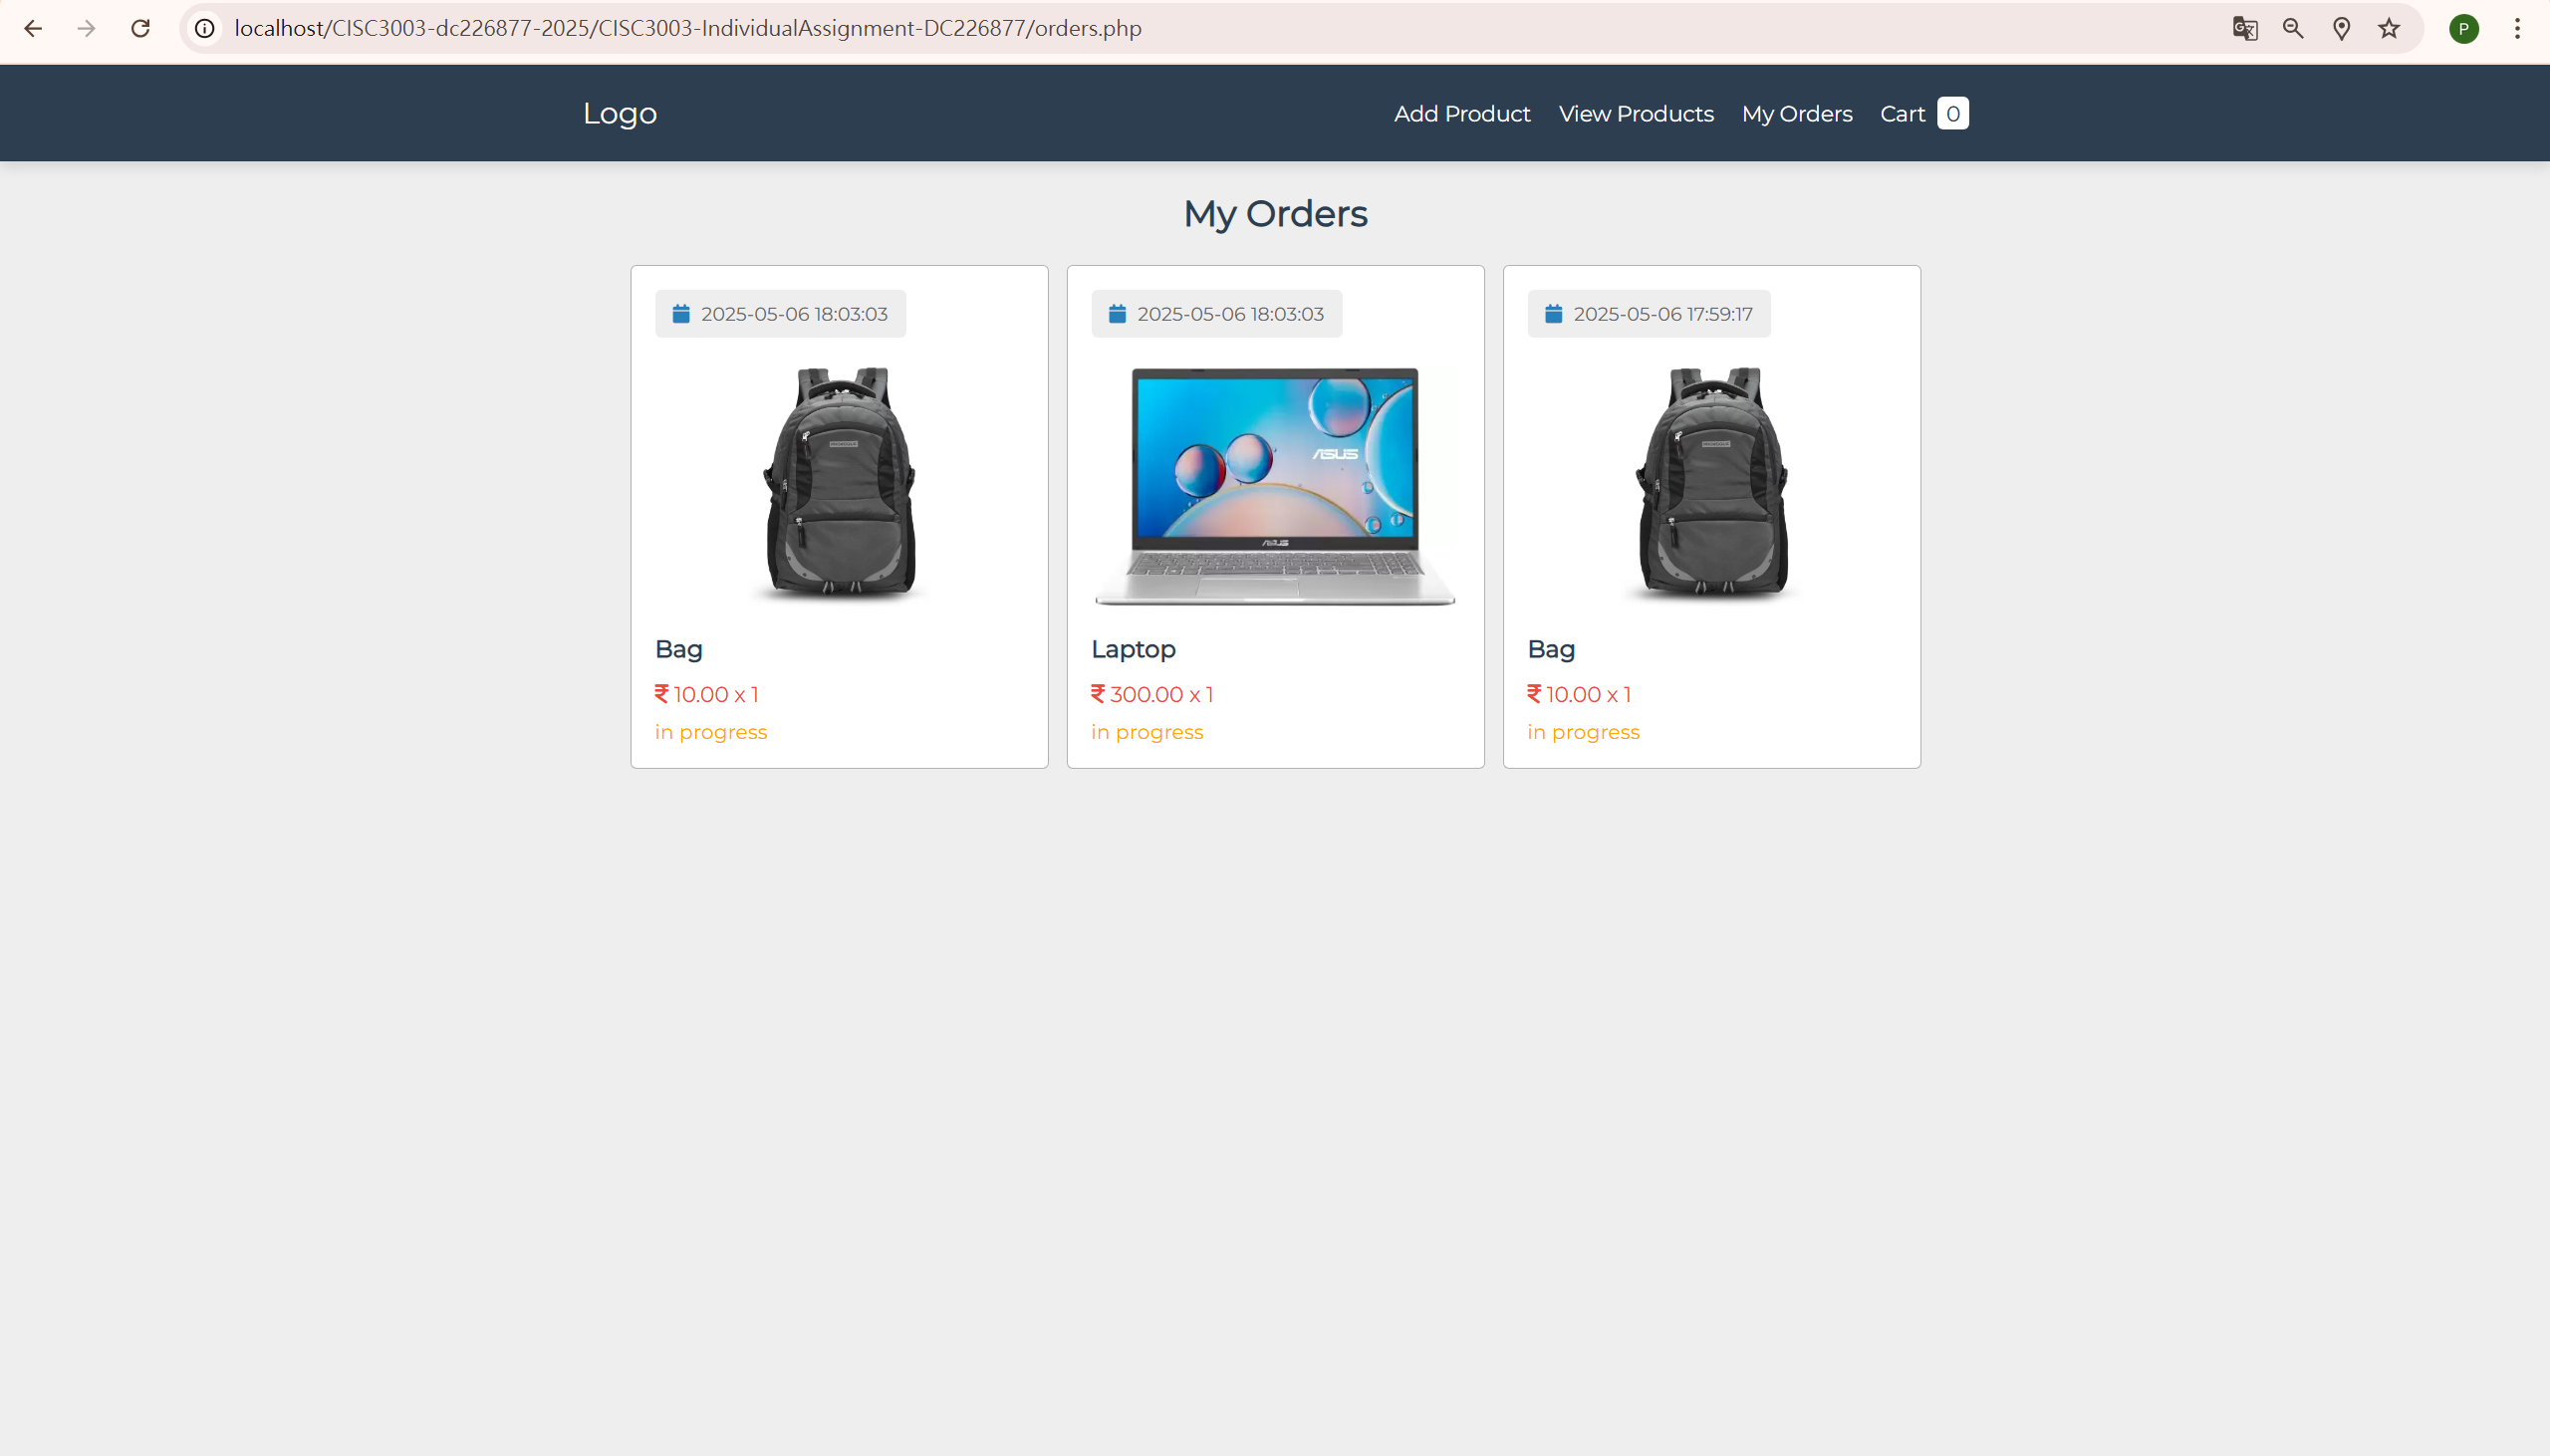 localhost/CISC3003-dc226877-2025/CISC3003-IndividualAssignment-DC226877/orders.php
P
Logo
Add Product View Products My Orders Cart 0
My Orders
2025-05-06 18:03:03
ASUS
ASUS
Bag
₹ 10.00 x 1
in progress
2025-05-06 18:03:03
Laptop
₹ 300.00 x 1
in progress
2025-05-06 17:59:17
Bag
₹ 10.00 x 1
in progress